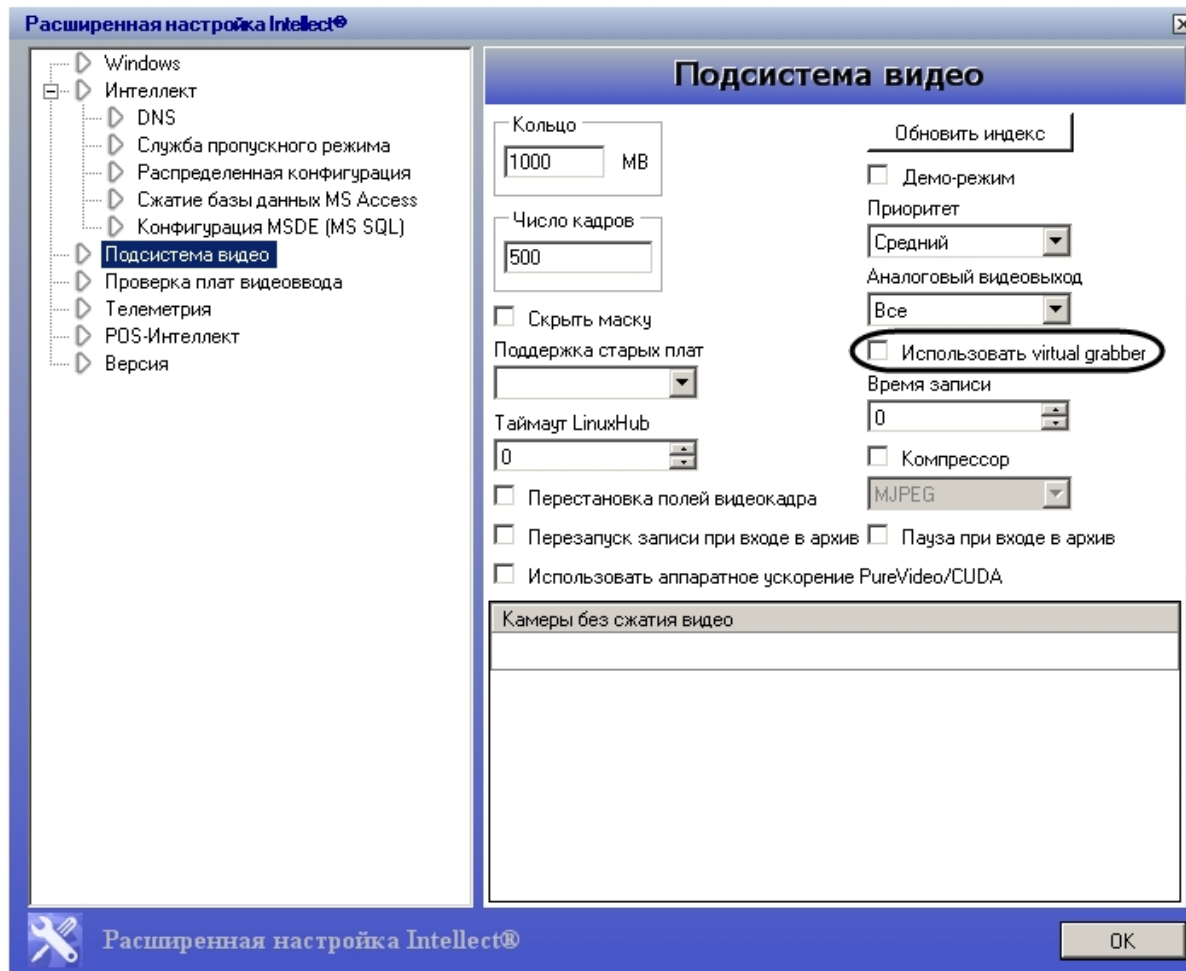 Расширенная настройка Intellect®
Windows
Интеллект
DNS
Служба пропускного режима
Распределенная конфигурация
Сжатие базы данных MS Access
Конфигурация MSDE (MS SQL)
Подсистема видео
Проверка плат видеоввода
Телеметрия
POS-Интеллект
Версия
Подсистема видео
Кольцо
1000 MB
Число кадров
500
Скрыть маску
Поддержка старых плат
Таймаут LinuxHub
0
Обновить индекс
Демо-режим
Приоритет
Средний
Аналоговый видеовыход
Все
Использовать virtual grabber
Время записи
0
Компрессор
MJPEG
Перестановка полей видеокадра
Перезапуск записи при входе в архив
Пауза при входе в архив
Использовать аппаратное ускорение PureVideo/CUDA
Камеры без сжатия видео
Расширенная настройка Intellect®
OK